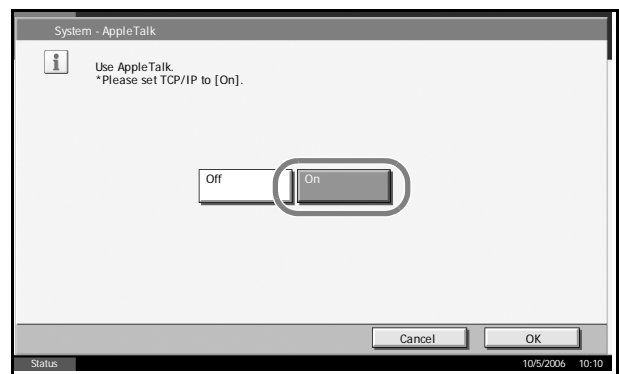 System - AppleTalk
i
Use AppleTalk.
*Please set TCP/IP to [On].
Off
On
Cancel
OK
Status
10/5/2006 10:10